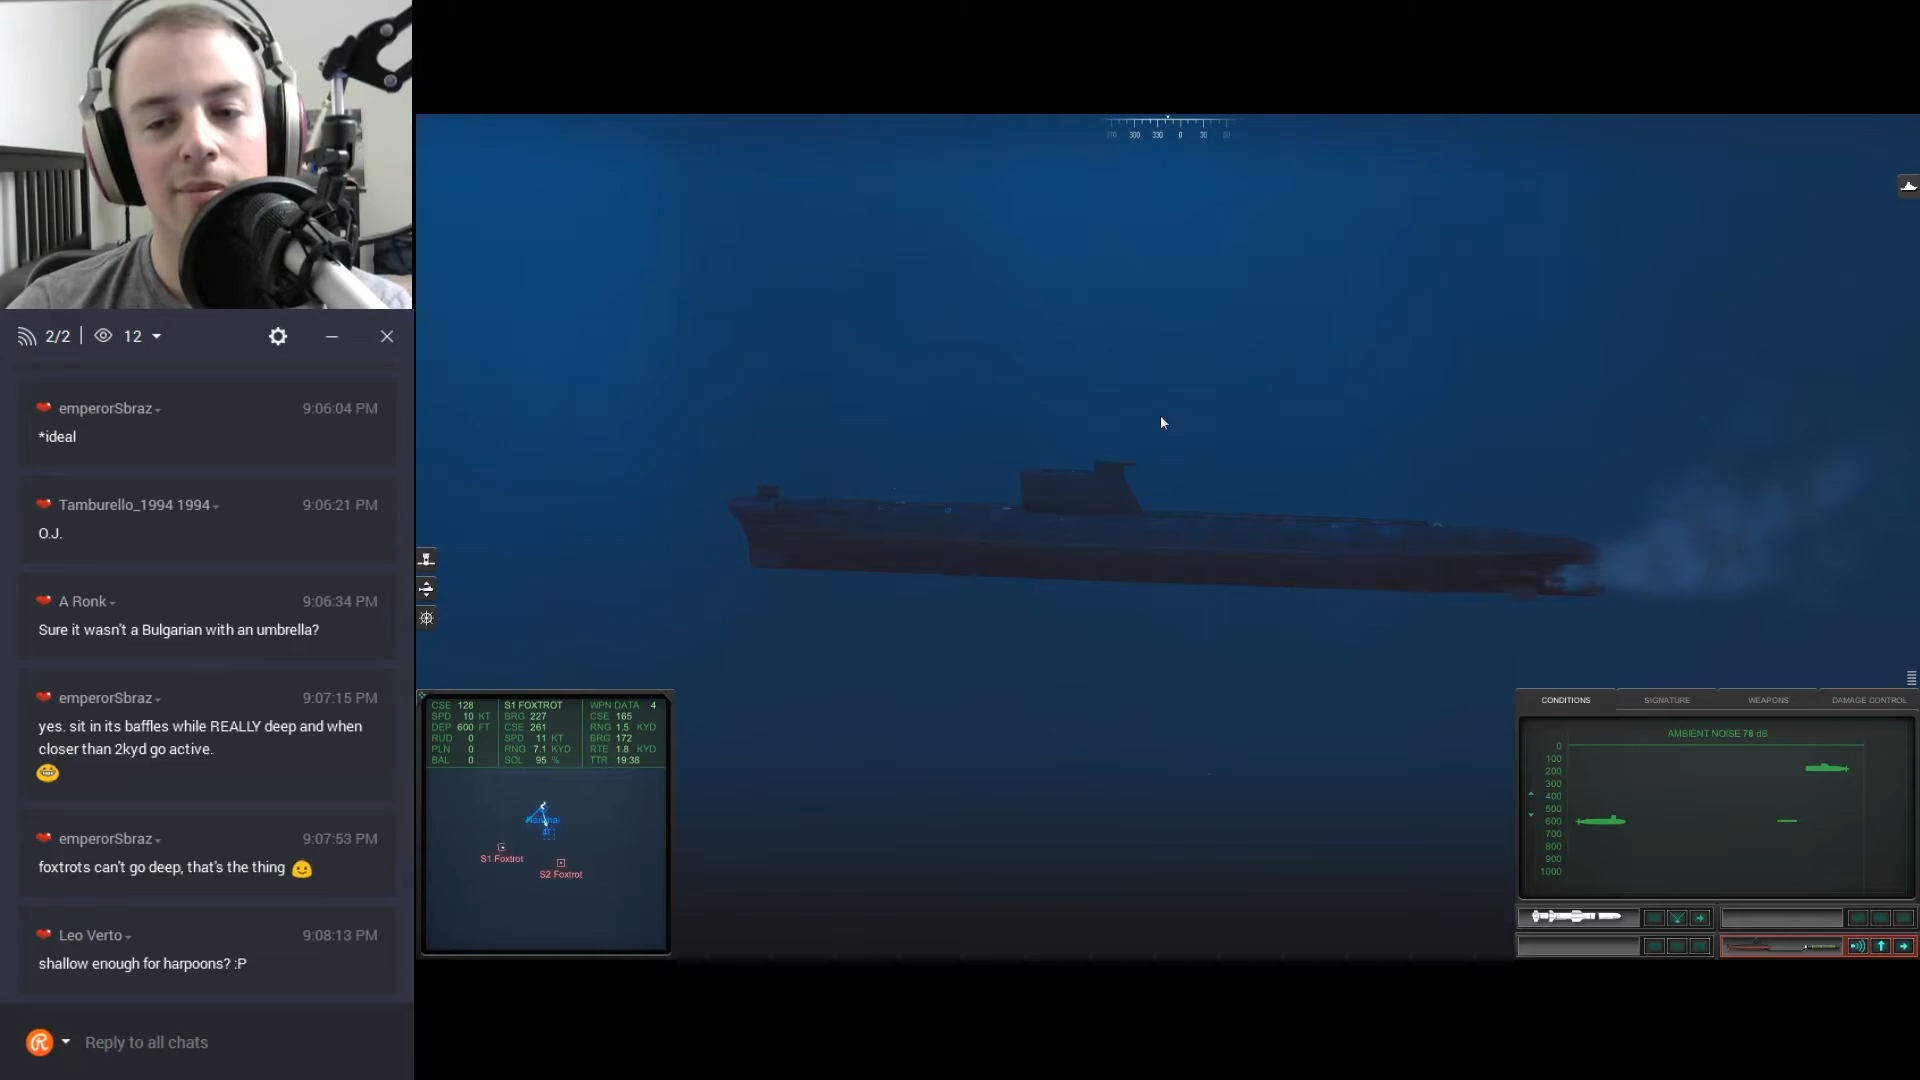 270 300 330 0 30 60
2/2 12
emperorSbraz 9:06:04 PM
*ideal
Tamburello_1994 1994 9:06:21 PM
O.J.
A Ronk 9:06:34 PM
Sure it wasn't a Bulgarian with an umbrella?
emperorSbraz 9:07:15 PM
yes. sit in its baffles while REALLY deep and when
closer than 2kyd go active.
emperorSbraz 9:07:53 PM
foxtrots can't go deep, that's the thing
Leo Verto 9:08:13 PM
shallow enough for harpoons? :P
Reply to all chats
CSE 128 S1 FOXTROT WPN DATA 4
SPD 10 KT BRG 227 CSE 165
DEP 600 FT CSE 261 RNG 1.5 KYD
RUD 0 SPD 11 KT BRG 172
PLN 0 RNG 7.1 KYD RTE 1.8 KYD
BAL 0 SOL 95 % TTR 19:38
S1 Foxtrot
S2 Foxtrot
CONDITIONS SIGNATURE WEAPONS DAMAGE CONTROL
AMBIENT NOISE 78 dB
0
100
200
300
400
500
600
700
800
900
1000